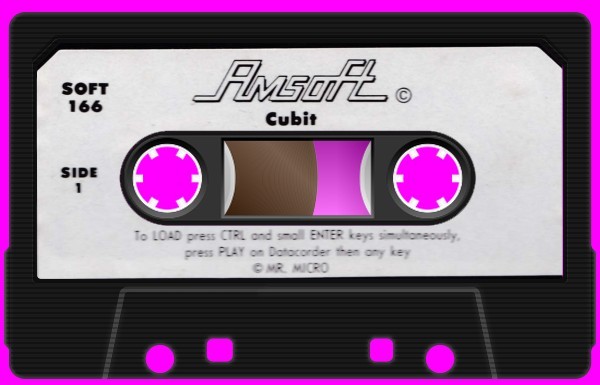 SOFT
166
Amsoft ©
Cubit
SIDE
1
To LOAD press CTRL and small ENTER keys simultaneously,
press PLAY on Datacorder then any key
© MR. MICRO